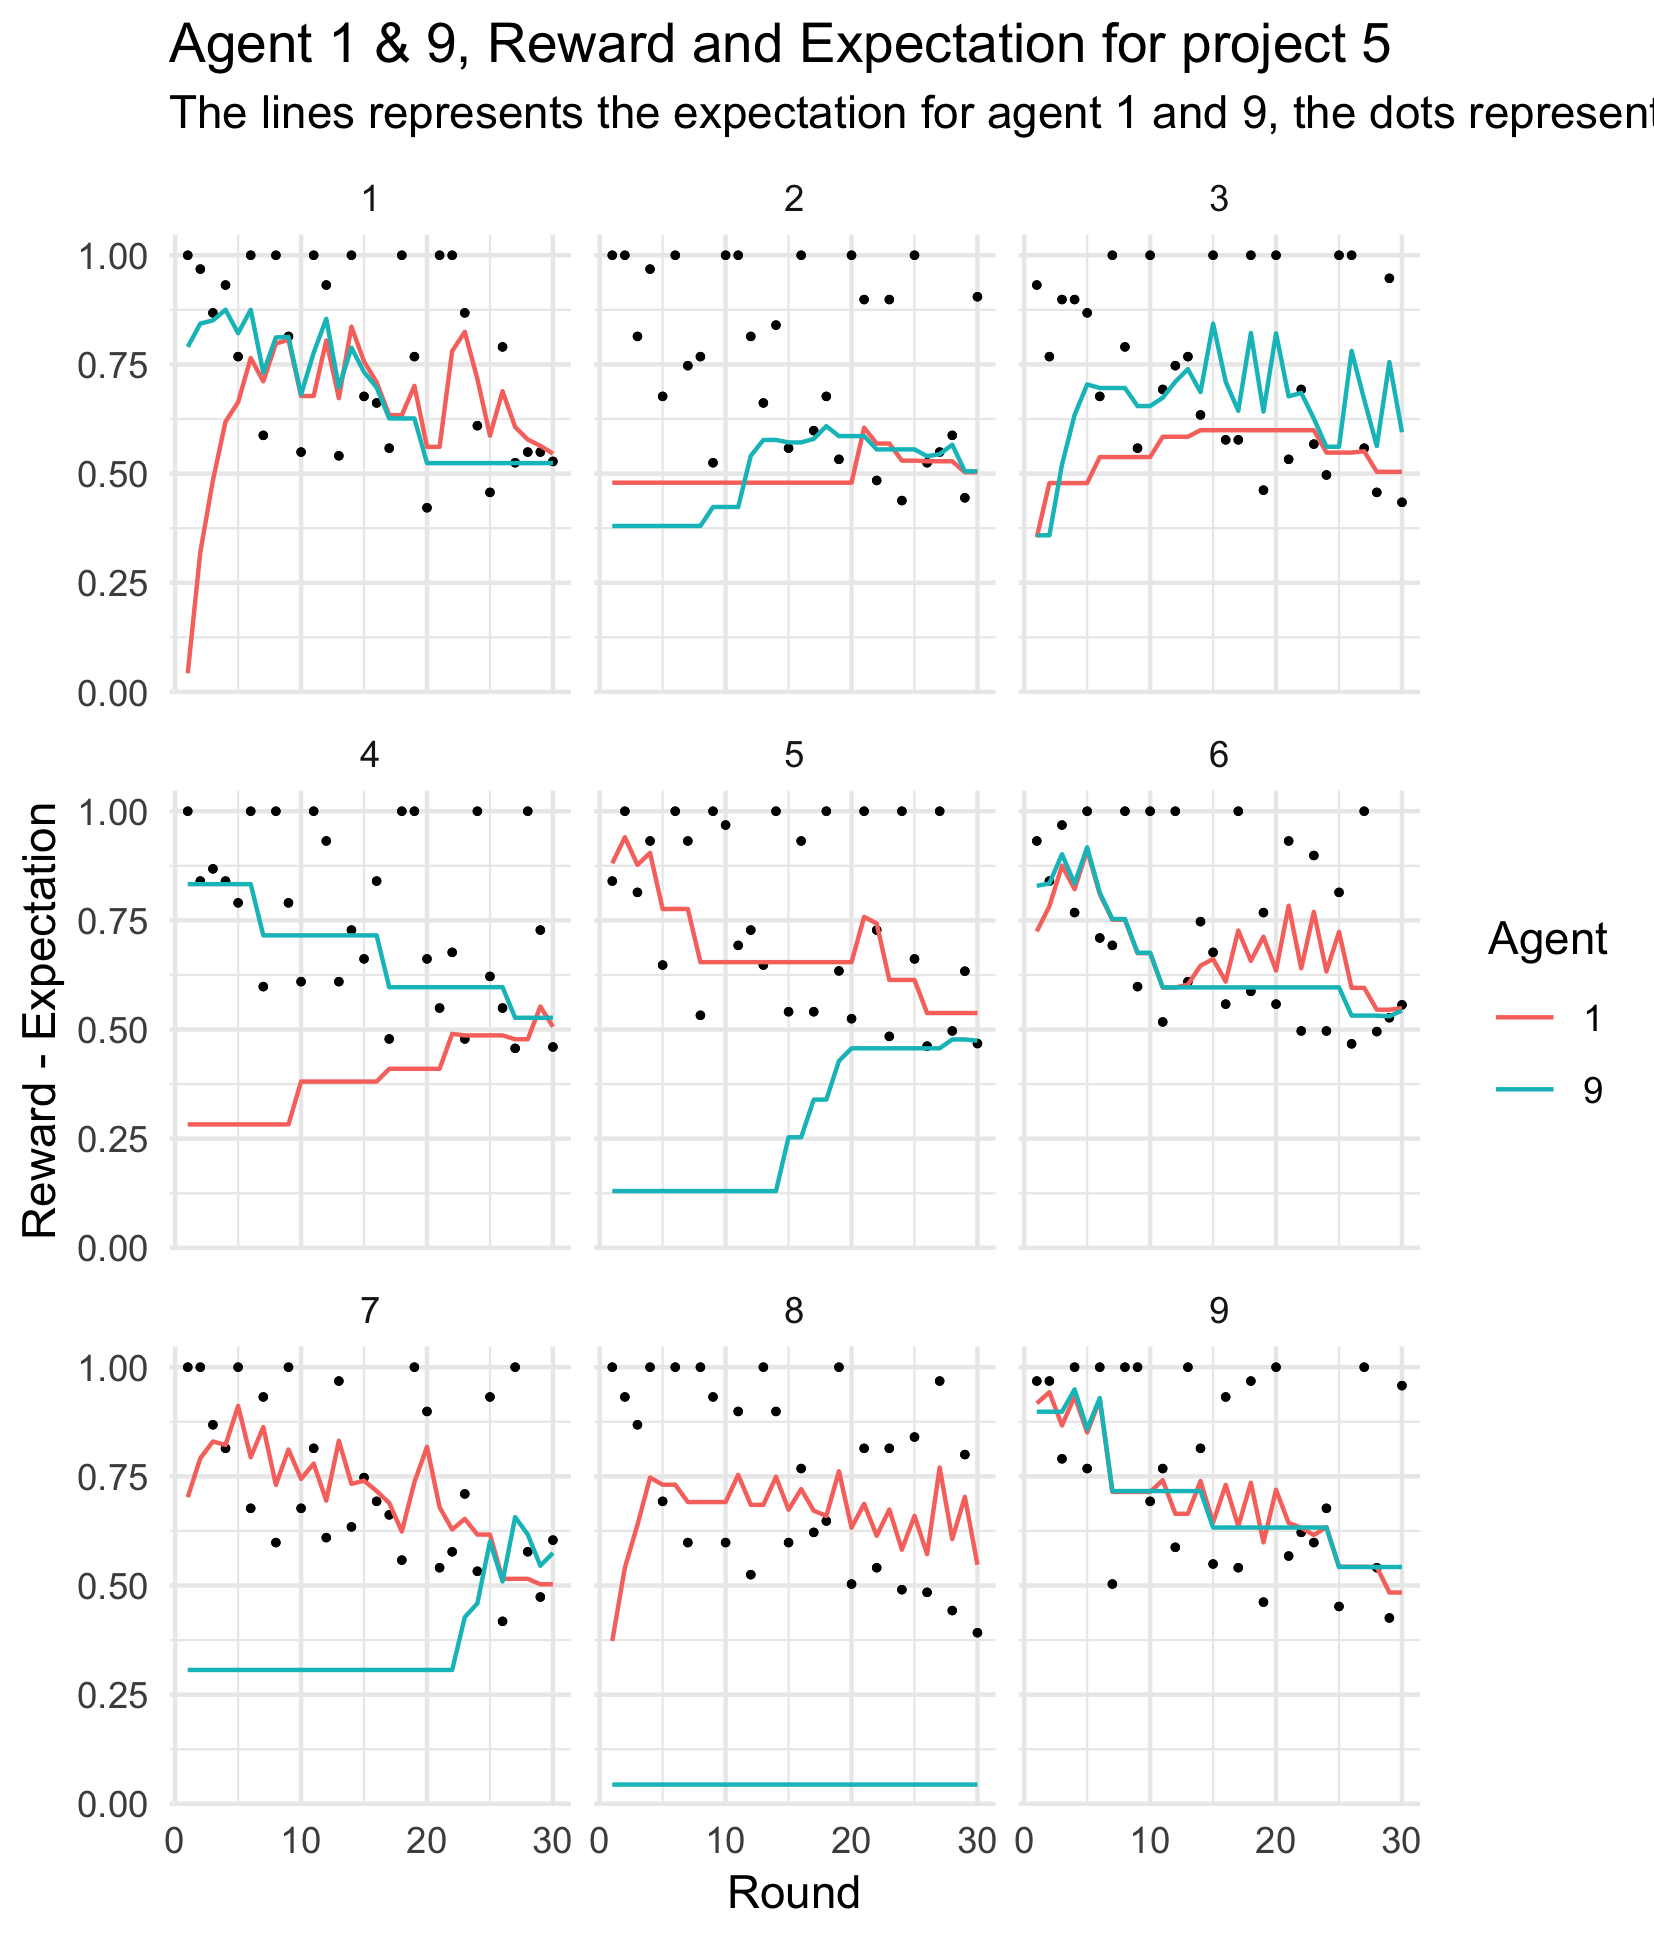 Agent 1 & 9, Reward and Expectation for project 5
The lines represents the expectation for agent 1 and 9, the dots represent
1 2 3
1.00
0.75
0.50
0.25
0.00
4 5 6
1.00
0.75
0.50
0.25
0.00
7 8 9
1.00
0.75
0.50
0.25
0.00
0 10 20 30 0 10 20 30 0 10 20 30
Round
Reward - Expectation
Agent
1
9